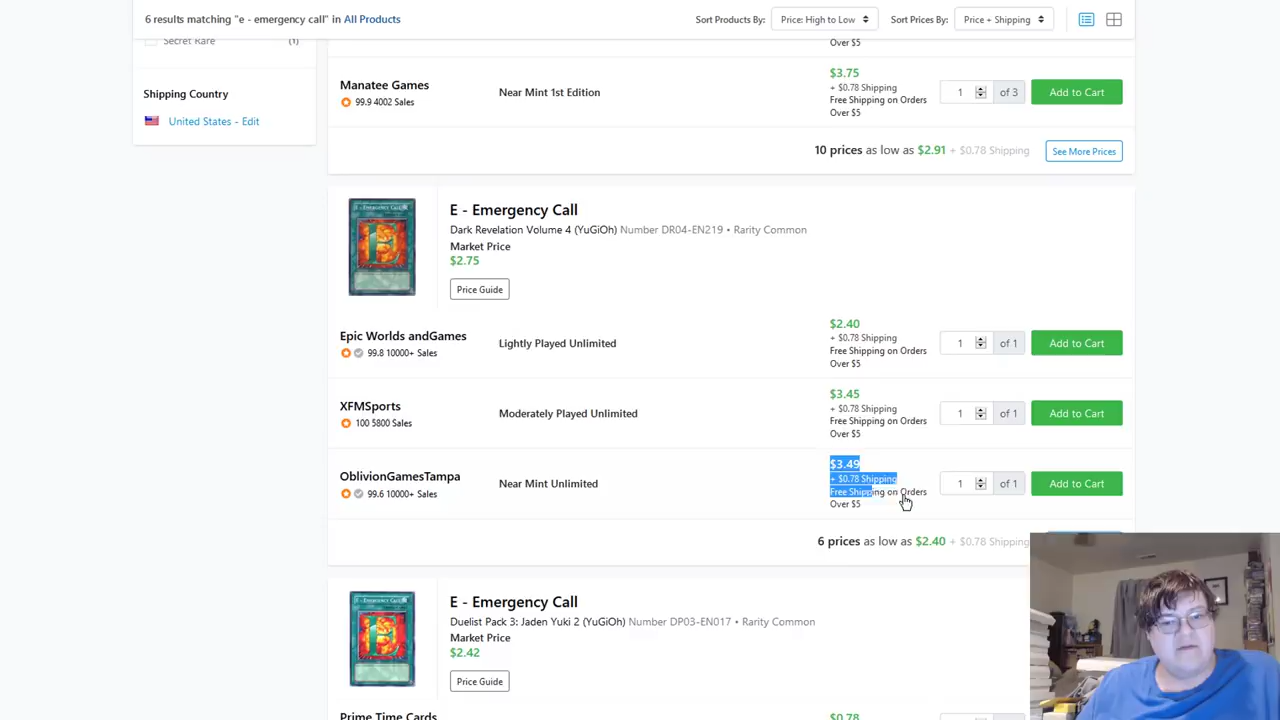 6 results matching "e - emergency call" in All Products
Sort Products By: Price: High to Low
Sort Prices By: Price + Shipping
Secret Rare (1)
Over $5
Shipping Country
United States - Edit
Manatee Games
99.9 4002 Sales
Near Mint 1st Edition
$3.75
+ $0.78 Shipping
Free Shipping on Orders
Over $5
1 of 3
Add to Cart
10 prices as low as $2.91 + $0.78 Shipping
See More Prices
E - Emergency Call
Dark Revelation Volume 4 (YuGiOh) Number DR04-EN219 • Rarity Common
Market Price
$2.75
Price Guide
Epic Worlds andGames
99.8 10000+ Sales
Lightly Played Unlimited
$2.40
+ $0.78 Shipping
Free Shipping on Orders
Over $5
1 of 1
Add to Cart
XFMSports
100 5800 Sales
Moderately Played Unlimited
$3.45
+ $0.78 Shipping
Free Shipping on Orders
Over $5
1 of 1
Add to Cart
OblivionGamesTampa
99.6 10000+ Sales
Near Mint Unlimited
$3.49
+ $0.78 Shipping
Free Shipping on Orders
Over $5
1 of 1
Add to Cart
6 prices as low as $2.40 + $0.78 Shipping
E - Emergency Call
Duelist Pack 3: Jaden Yuki 2 (YuGiOh) Number DP03-EN017 • Rarity Common
Market Price
$2.42
Price Guide
Prime Time Cards
$0.78